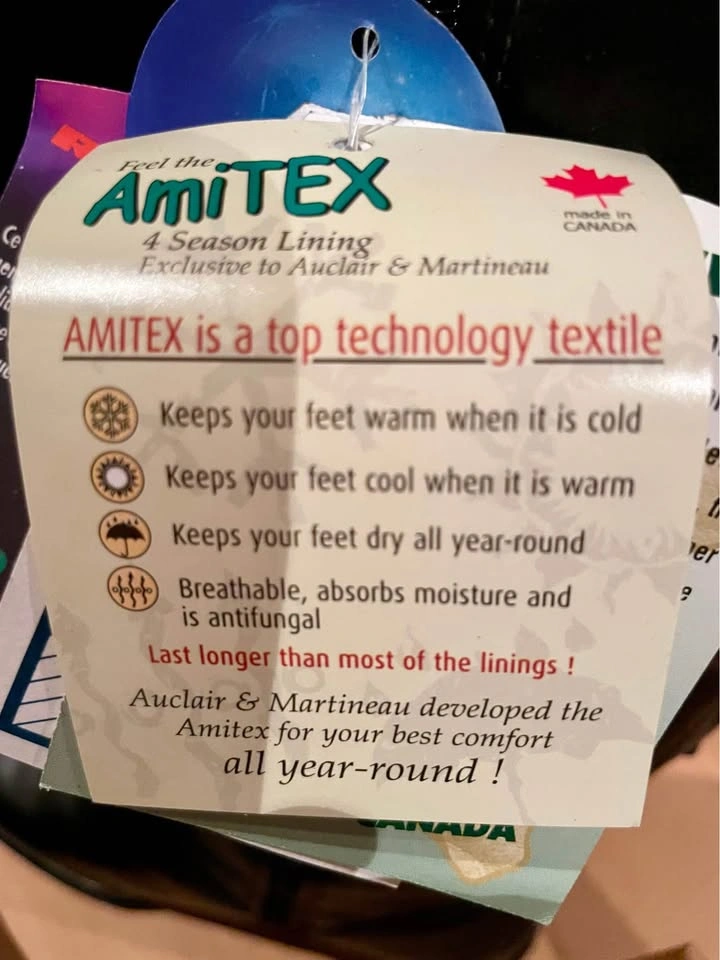 Feel the
AmiTEX
4 Season Lining
Exclusive to Auclair & Martineau
made in
CANADA
AMITEX is a top technology textile
Keeps your feet warm when it is cold
Keeps your feet cool when it is warm
Keeps your feet dry all year-round
Breathable, absorbs moisture and
is antifungal
Last longer than most of the linings !
Auclair & Martineau developed the
Amitex for your best comfort
all year-round !
CANADA